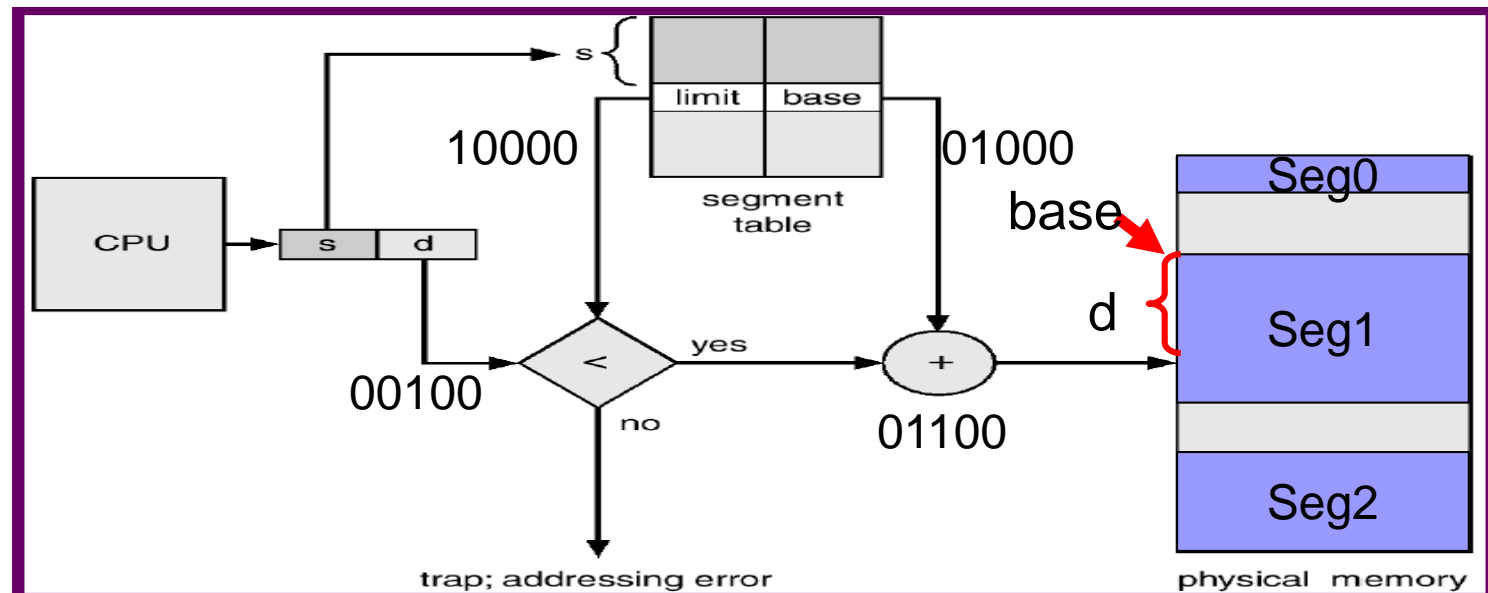 s
limit base
10000
01000
Seg0
segment
table
base
CPU
s d
d
Seg1
<
yes
+
00100
no
01100
Seg2
trap; addressing error
physical memory